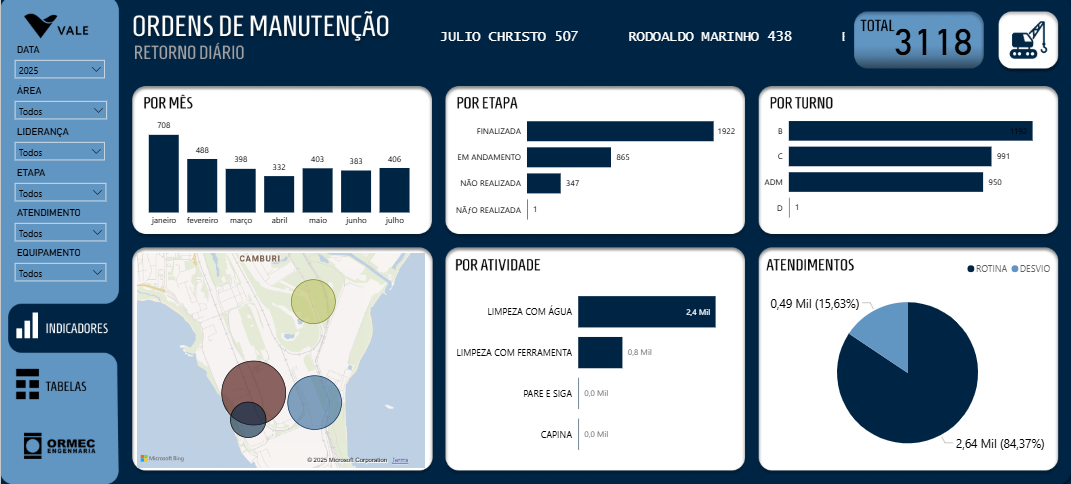 VALE
DATA
2025
ÁREA
Todos
LIDERANÇA
Todos
ETAPA
Todos
ATENDIMENTO
Todos
EQUIPAMENTO
Todos
INDICADORES
TABELAS
ORMEC
ENGENHARIA
ORDENS DE MANUTENÇÃO
RETORNO DIÁRIO
JULIO CHRISTO 507 RODOALDO MARINHO 438
TOTAL 3118
POR MÊS
708
488
398
332
403
383
406
janeiro fevereiro março abril maio junho julho
POR ETAPA
FINALIZADA 1922
EM ANDAMENTO 865
NÃO REALIZADA 347
NÃƒO REALIZADA 1
POR TURNO
B
C 991
ADM 950
D 1
CAMBURI
Microsoft Bing
© 2025 Microsoft Corporation Terms
POR ATIVIDADE
LIMPEZA COM ÁGUA 2,4 Mil
LIMPEZA COM FERRAMENTA 0,8 Mil
PARE E SIGA 0,0 Mil
CAPINA 0,0 Mil
ATENDIMENTOS
ROTINA DESVIO
0,49 Mil (15,63%)
2,64 Mil (84,37%)